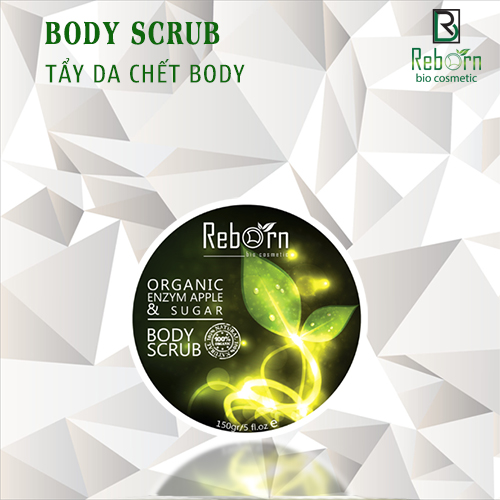 BODY SCRUB
TẨY DA CHẾT BODY
R
Reborn
bio cosmetic
Reborn
bio cosmetic
ORGANIC
ENZYM APPLE
& SUGAR
BODY
SCRUB
100%
150gr/5 fl.oz e